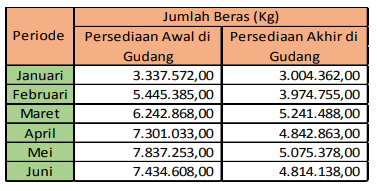 Jumlah Beras (Kg)
Periode
Persediaan Awal di Gudang
Persediaan Akhir di Gudang
Januari 3.337.572,00 3.004.362,00
Februari 5.445.385,00 3.974.755,00
Maret 6.242.868,00 5.241.488,00
April 7.301.033,00 4.842.863,00
Mei 7.837.253,00 5.075.378,00
Juni 7.434.608,00 4.814.138,00